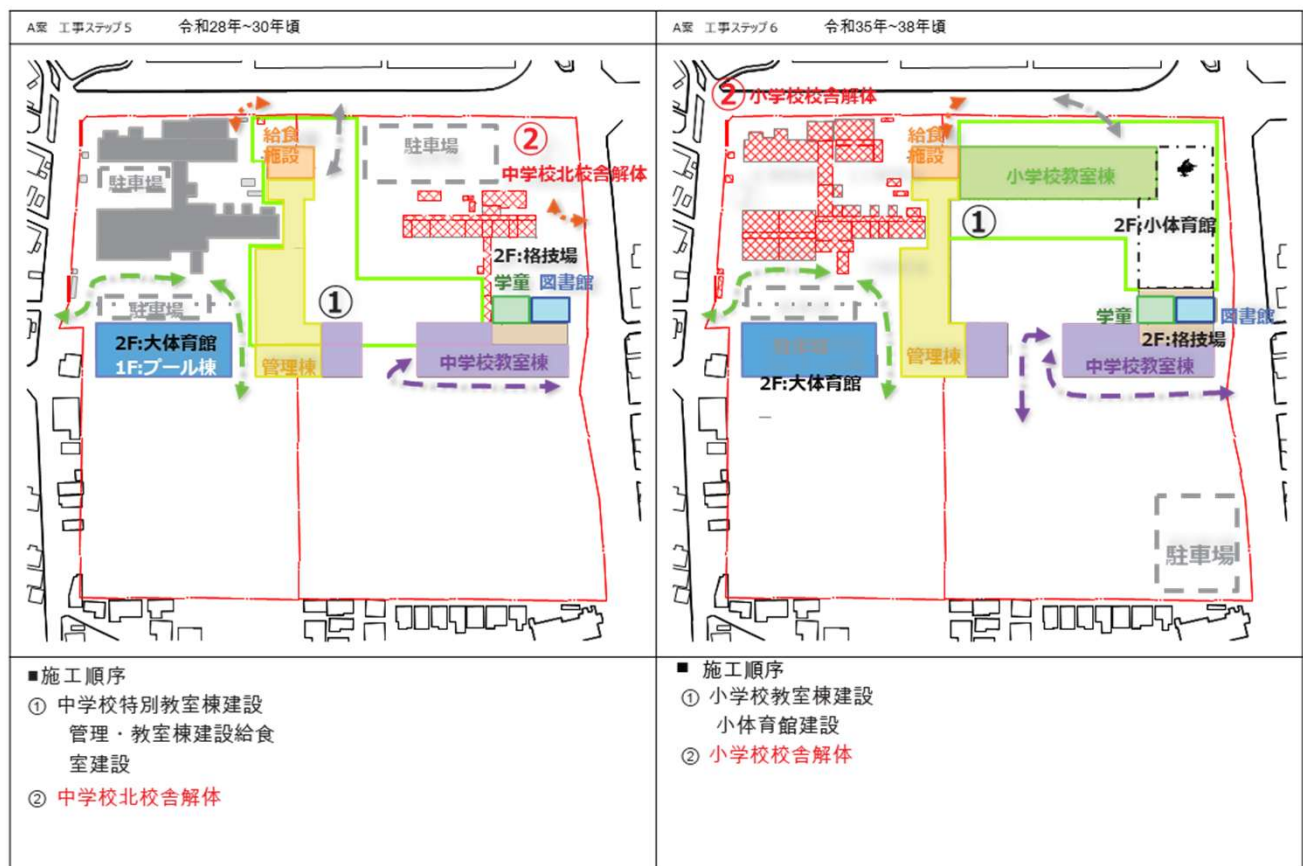 A案 工事ステップ5 令和28年~30年頃
② 中学校北校舎解体
給食
施設
駐車場
駐車場
2F:格技場
学童 図書館
駐車場
①
2F:大体育館
1F:プール棟
管理棟
中学校教室棟
■施工順序
① 中学校特別教室棟建設
管理・教室棟建設給食
室建設
② 中学校北校舎解体
A案 工事ステップ6 令和35年~38年頃
② 小学校校舎解体
給食
施設
小学校教室棟
①
2F:小体育館
学童
図書館
2F:格技場
管理棟
中学校教室棟
2F:大体育館
駐車場
■ 施工順序
① 小学校教室棟建設
小体育館建設
② 小学校校舎解体